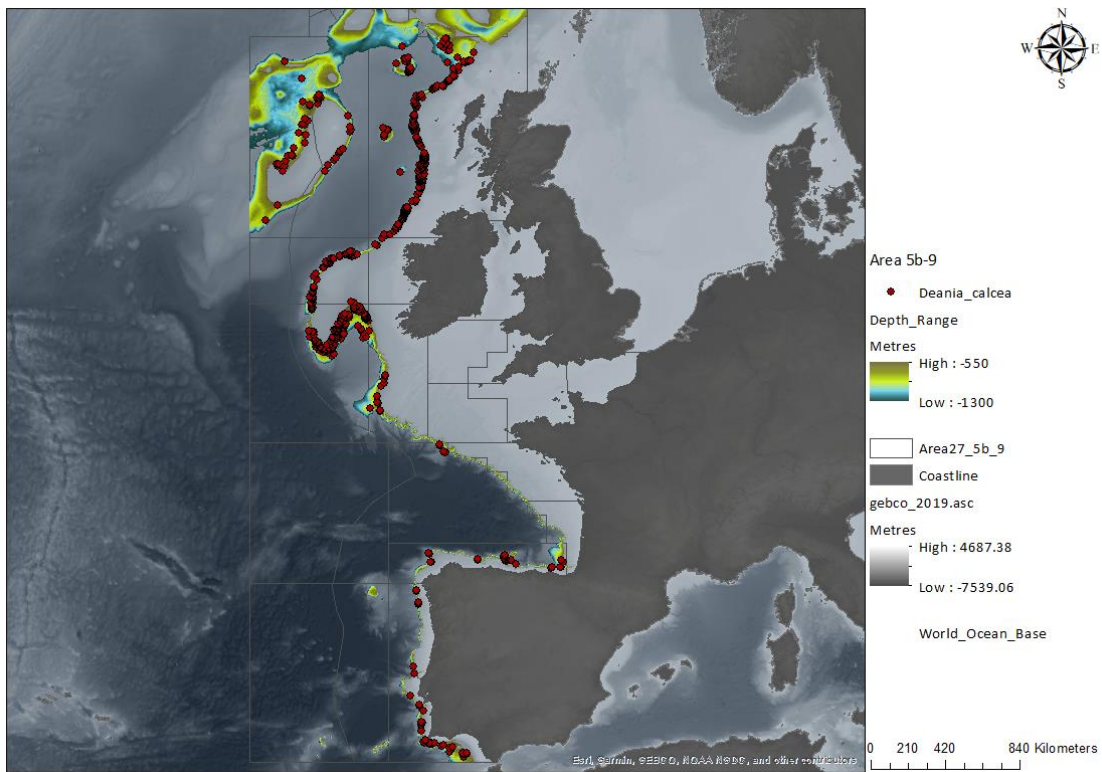 N
W E
S
Area 5b-9
Deania_calcea
Depth_Range
Metres
High : -550
Low : -1300
Area27_5b_9
Coastline
gebco_2019.asc
Metres
High : 4687.38
Low : -7539.06
World_Ocean_Base
0 210 420 840 Kilometers
Esri, Garmin, GEBCO, NOAA NGDC, and other contributors